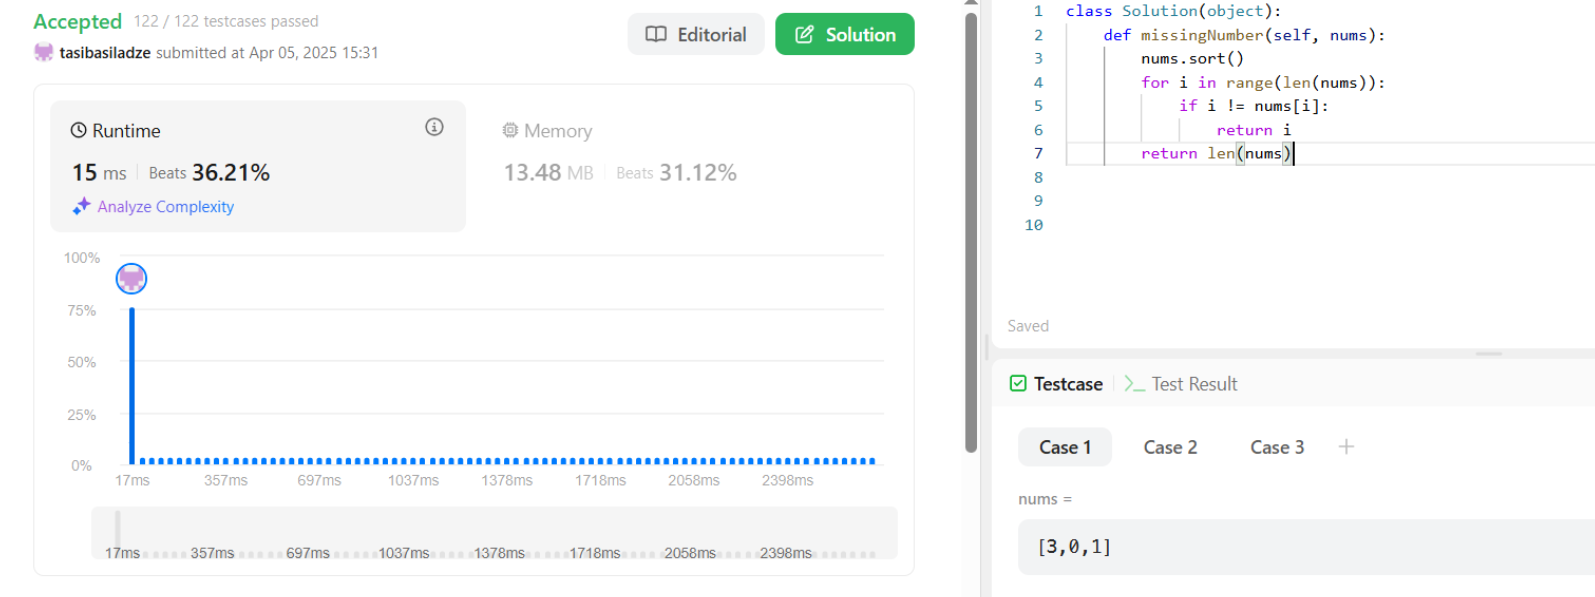 Accepted 122 / 122 testcases passed
tasibasiladze submitted at Apr 05, 2025 15:31
Editorial
Solution
Runtime
15 ms | Beats 36.21%
Analyze Complexity
Memory
13.48 MB | Beats 31.12%
100%
75%
50%
25%
0%
17ms 357ms 697ms 1037ms 1378ms 1718ms 2058ms 2398ms
17ms 357ms 697ms 1037ms 1378ms 1718ms 2058ms 2398ms
1 class Solution(object):
2     def missingNumber(self, nums):
3         nums.sort()
4         for i in range(len(nums)):
5             if i != nums[i]:
6                 return i
7         return len(nums)
8
9
10
Saved
Testcase | >_ Test Result
Case 1 Case 2 Case 3 +
nums =
[3,0,1]